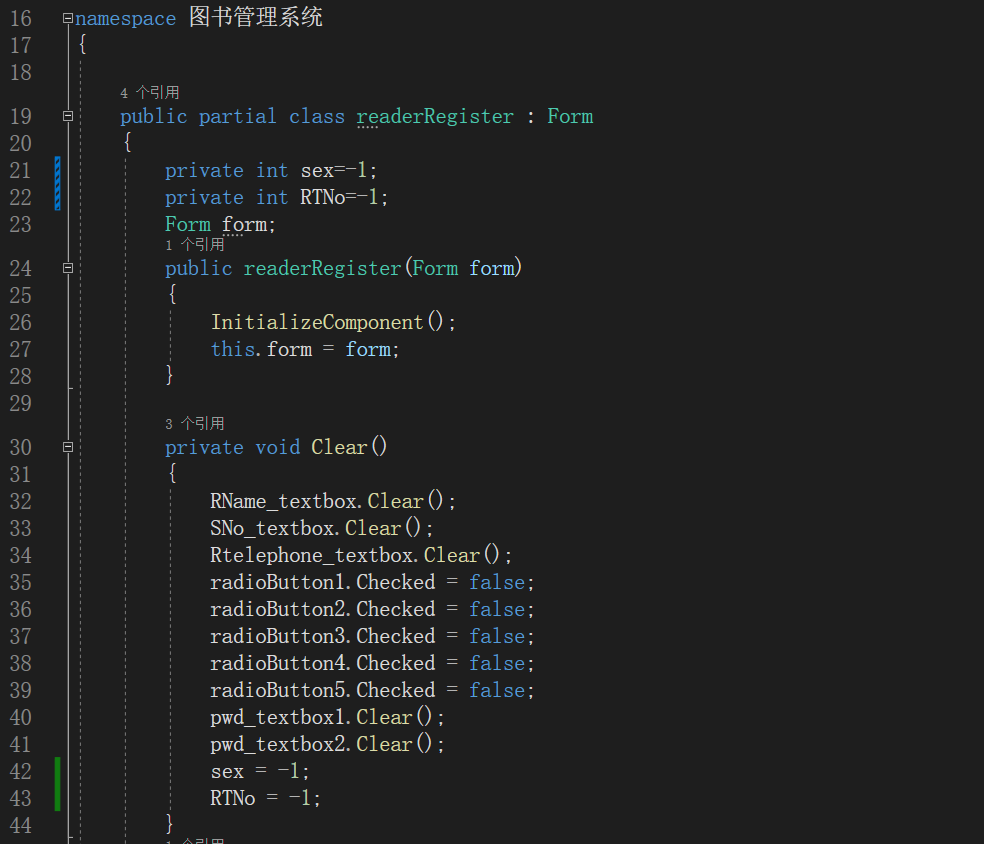 16 namespace 图书管理系统
17 {
18
4 个引用
19 public partial class readerRegister : Form
20 {
21 private int sex=-1;
22 private int RTNo=-1;
23 Form form;
1 个引用
24 public readerRegister(Form form)
25 {
26 InitializeComponent();
27 this.form = form;
28 }
29
3 个引用
30 private void Clear()
31 {
32 RName_textbox.Clear();
33 SNo_textbox.Clear();
34 Rtelephone_textbox.Clear();
35 radioButton1.Checked = false;
36 radioButton2.Checked = false;
37 radioButton3.Checked = false;
38 radioButton4.Checked = false;
39 radioButton5.Checked = false;
40 pwd_textbox1.Clear();
41 pwd_textbox2.Clear();
42 sex = -1;
43 RTNo = -1;
44 }
1 个引用